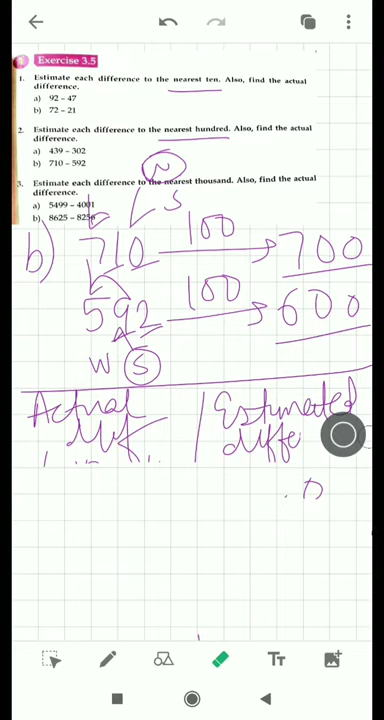 1 Exercise 3.5
1. Estimate each difference to the nearest ten. Also, find the actual
difference.
a) 92 – 47
b) 72 – 21
2. Estimate each difference to the nearest hundred. Also, find the actual
difference.
a) 439 – 302
b) 710 – 592
N
3. Estimate each difference to the nearest thousand. Also, find the actual
difference.
S
a) 5499 – 4001
b) 8625 – 8256
b) 710 100 700
592 100 600
W S
Actual Estimated
diff diffe
Tт